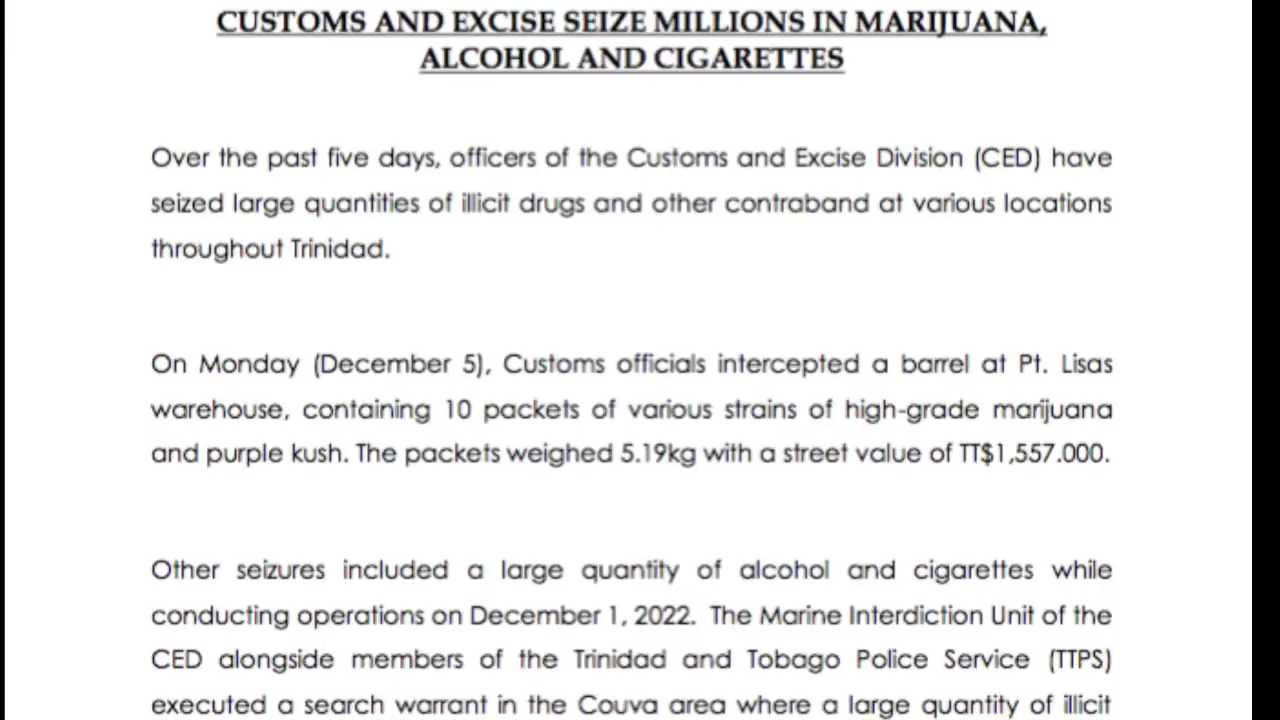 CUSTOMS AND EXCISE SEIZE MILLIONS IN MARIJUANA,
ALCOHOL AND CIGARETTES
Over the past five days, officers of the Customs and Excise Division (CED) have
seized large quantities of illicit drugs and other contraband at various locations
throughout Trinidad.
On Monday (December 5), Customs officials intercepted a barrel at Pt. Lisas
warehouse, containing 10 packets of various strains of high-grade marijuana
and purple kush. The packets weighed 5.19kg with a street value of TT$1,557.000.
Other seizures included a large quantity of alcohol and cigarettes while
conducting operations on December 1, 2022. The Marine Interdiction Unit of the
CED alongside members of the Trinidad and Tobago Police Service (TTPS)
executed a search warrant in the Couva area where a large quantity of illicit